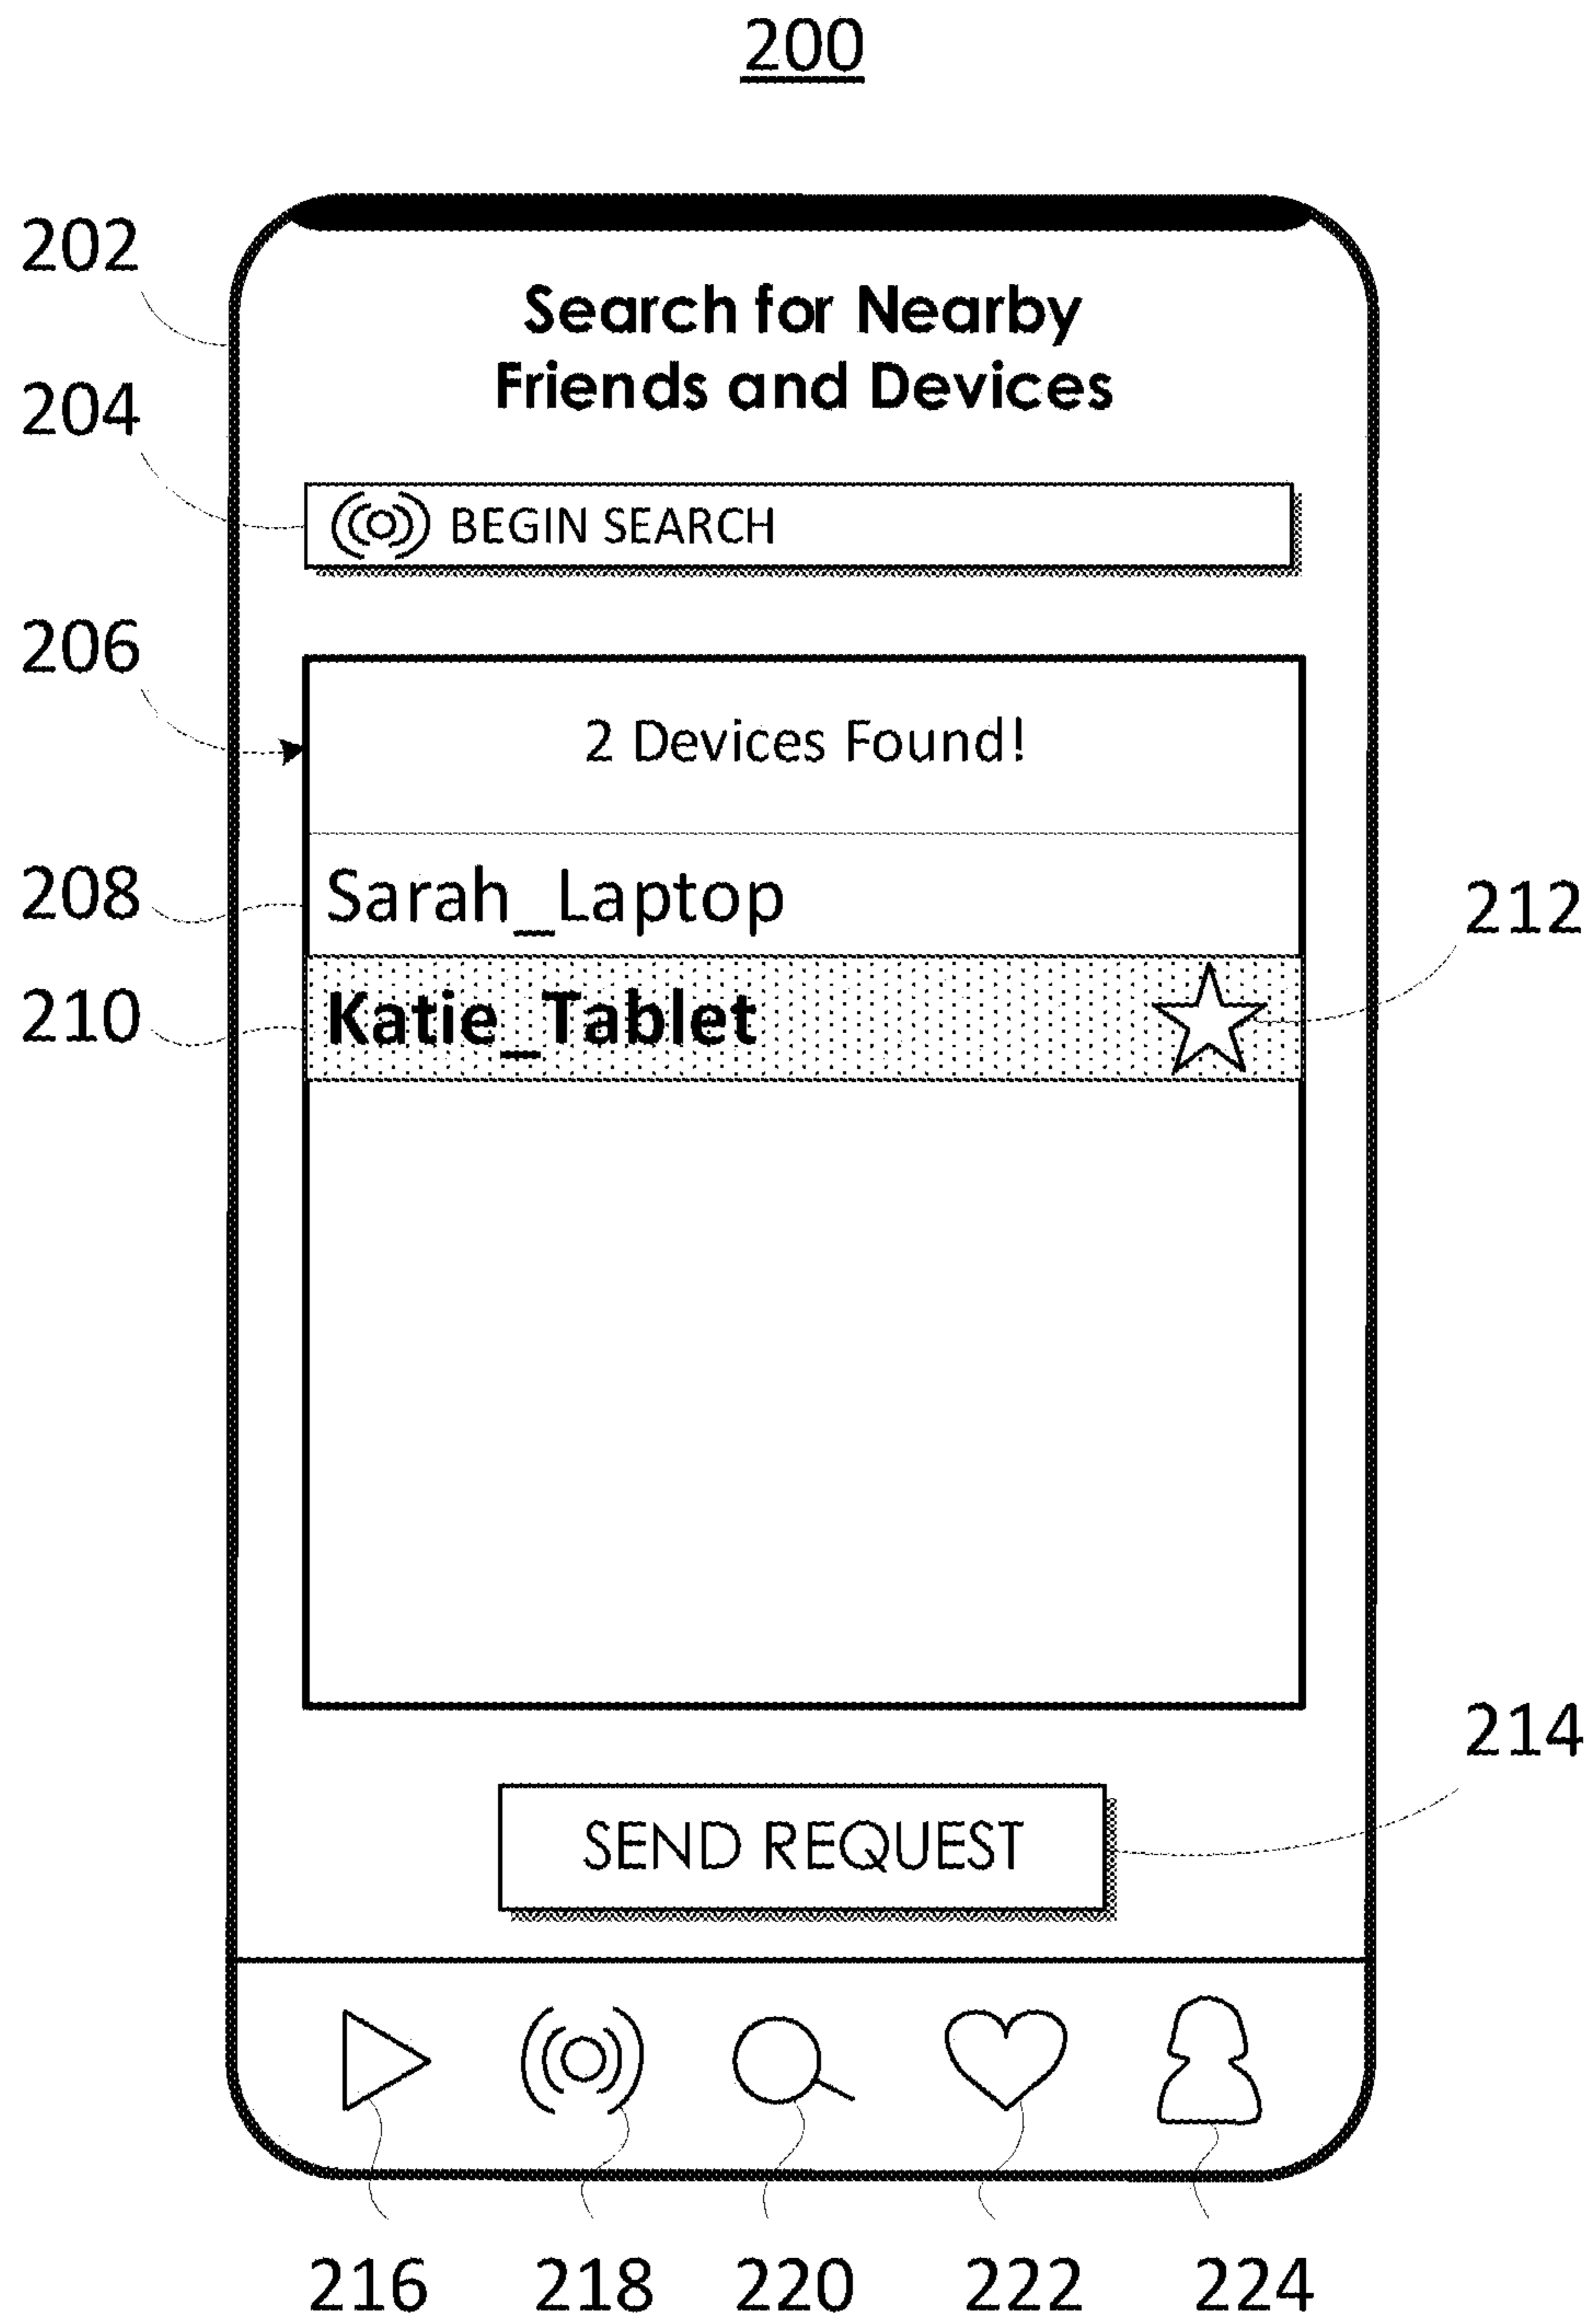 200
202
Search for Nearby
Friends and Devices
204
BEGIN SEARCH
206
2 Devices Found!
208
Sarah_Laptop
212
210
Katie_Tablet
214
SEND REQUEST
216 218 220 222 224